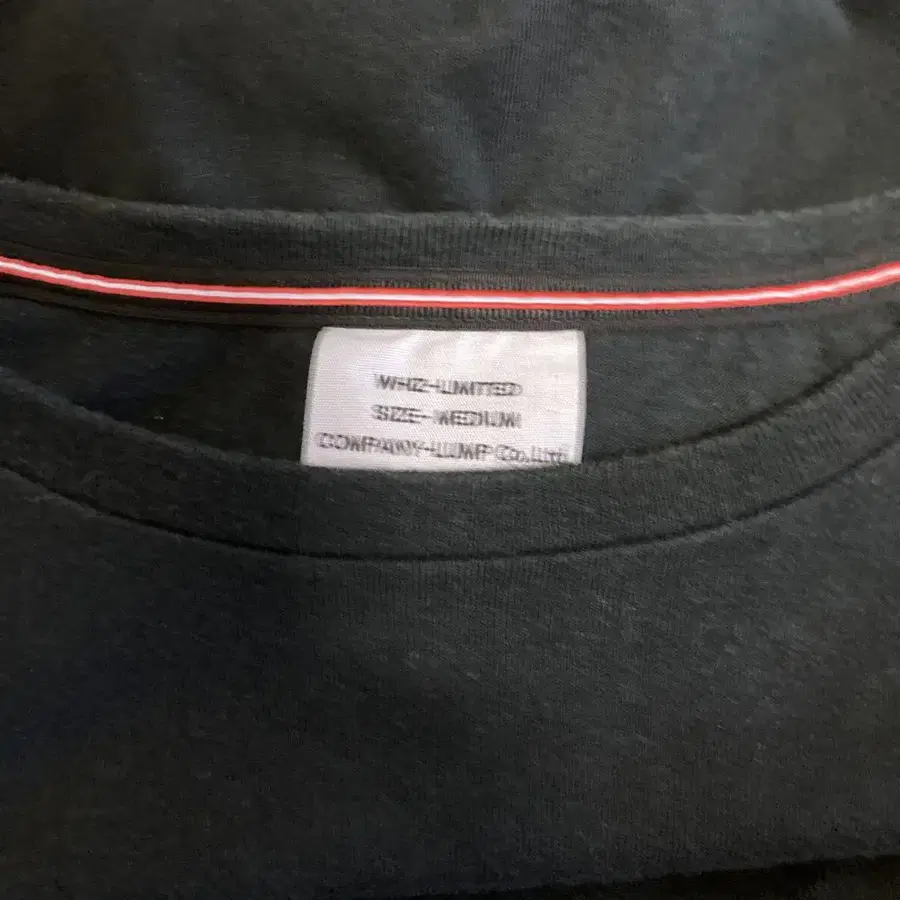 WHIZ-LIMITED
SIZE-MEDIUM
COMPANY-LUMP Co.,Ltd